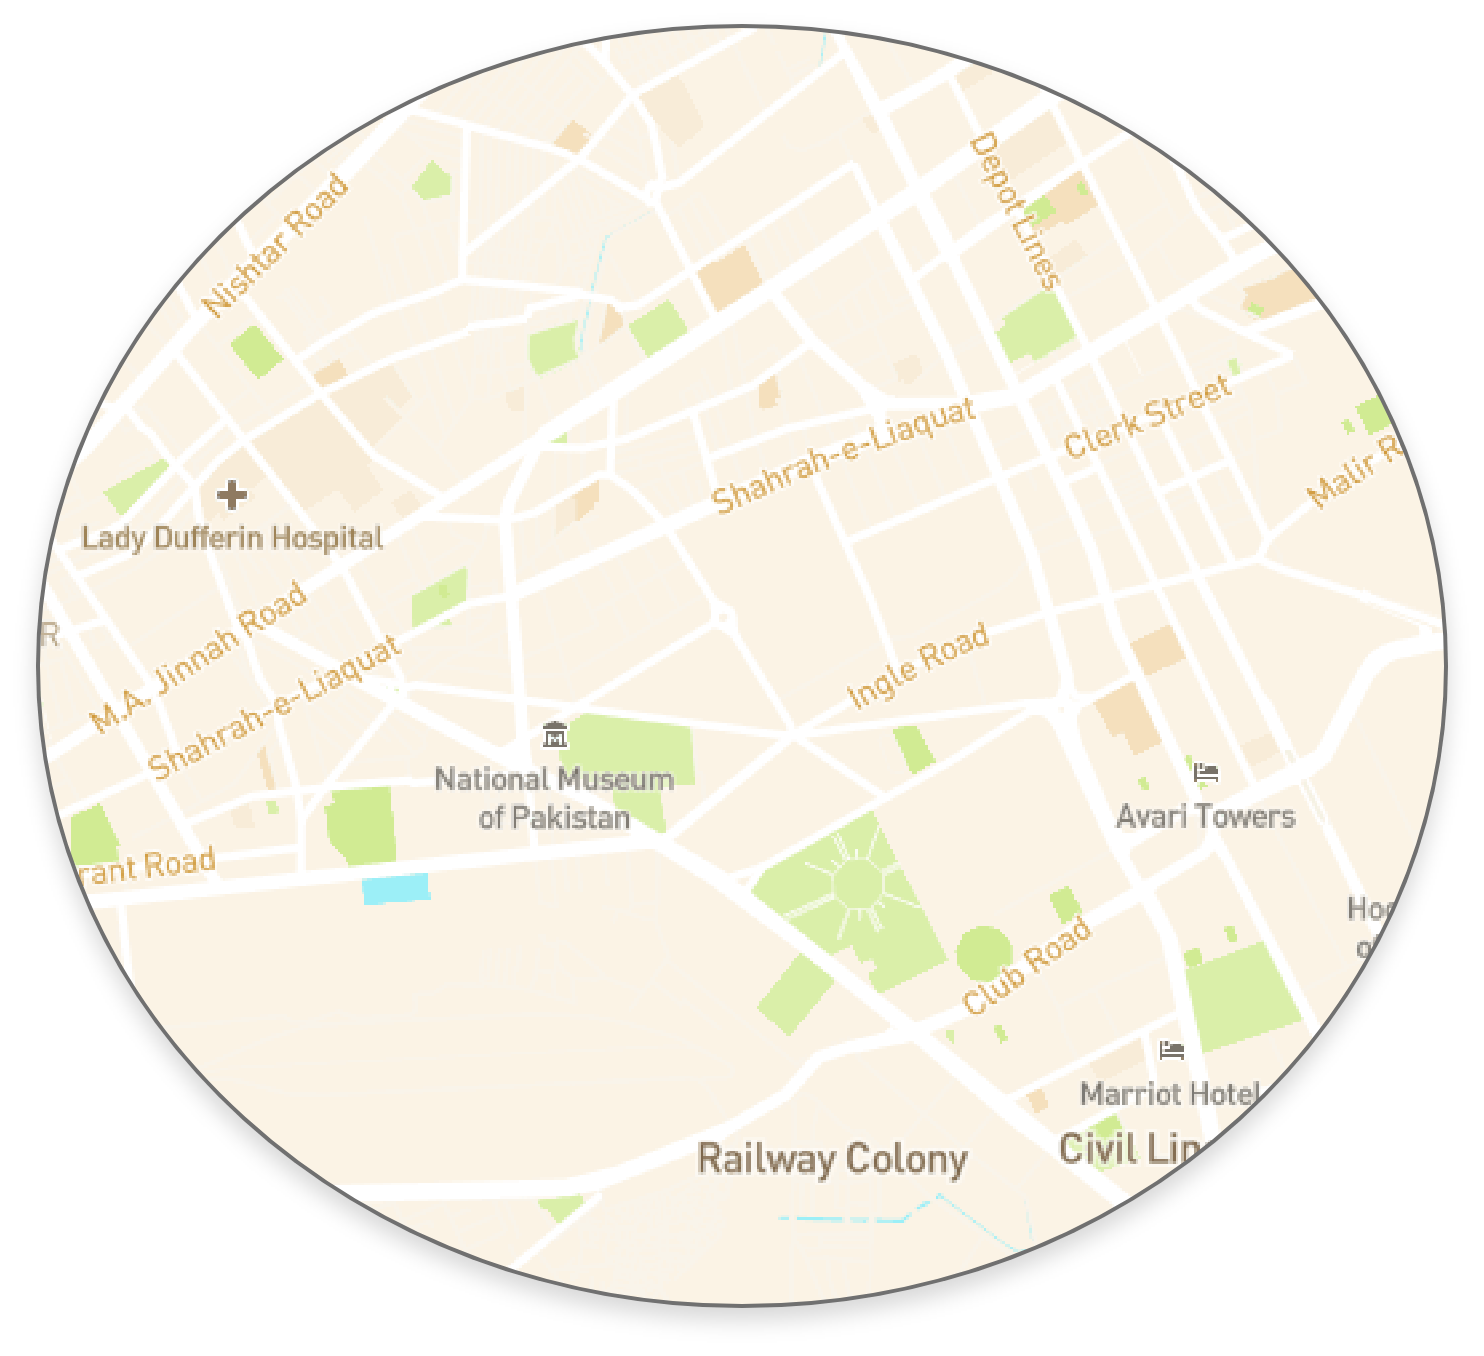 Depot Lines
Nishtar Road
Clerk Street
Shahrah-e-Liaquat
Malir R
Lady Dufferin Hospital
M.A. Jinnah Road
R
Shahrah-e-Liaquat
Ingle Road
National Museum
of Pakistan
Avari Towers
rant Road
Club Road
Marriot Hotel
Railway Colony
Civil Lin